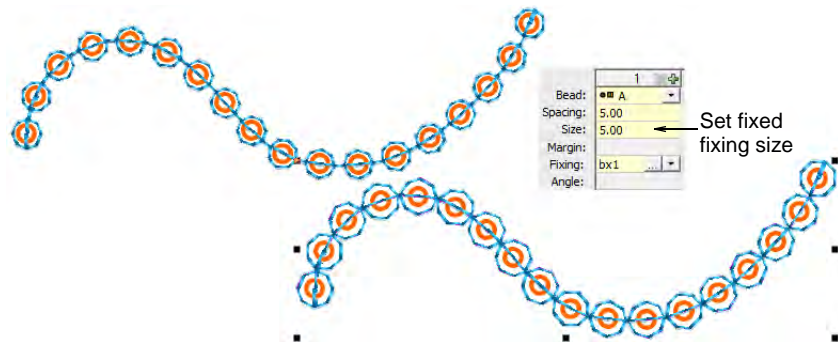 1
Bead: A
Spacing: 5.00
Size: 5.00
Margin:
Fixing: bx1 ...
Angle:
Set fixed
fixing size